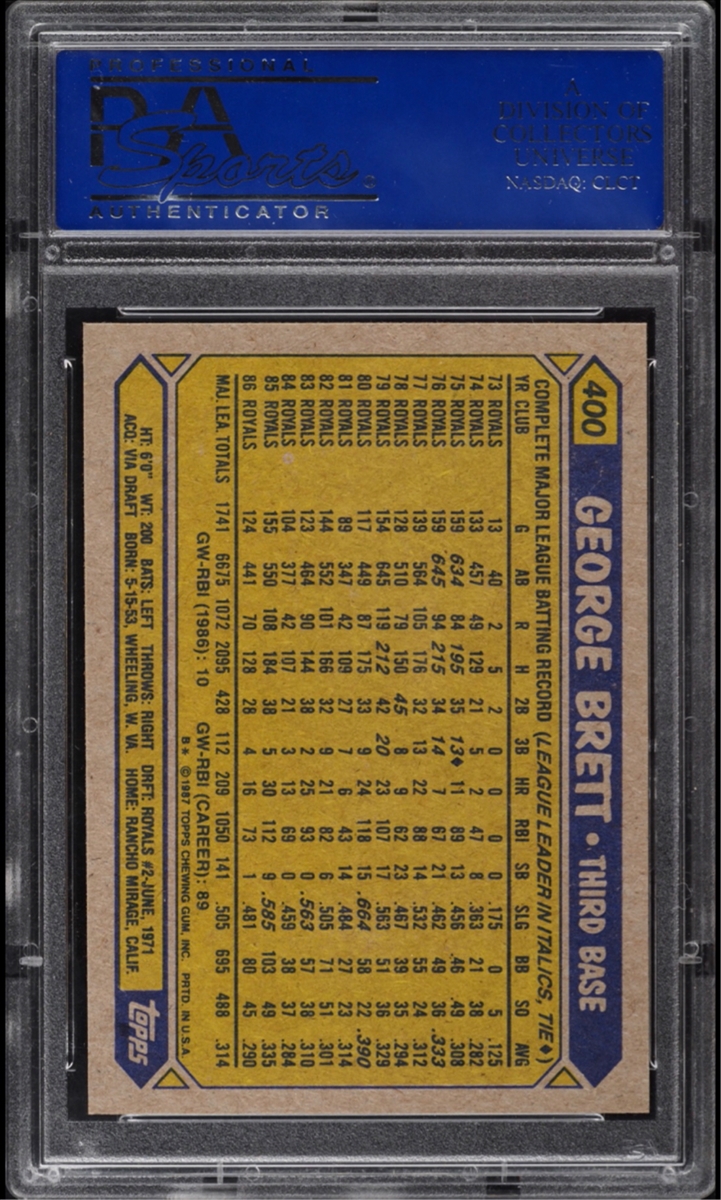 PROFESSIONAL
PSA
Sports
AUTHENTICATOR
A
DIVISION OF
COLLECTORS
UNIVERSE
NASDAQ: CLCT
400 GEORGE BRETT • THIRD BASE
COMPLETE MAJOR LEAGUE BATTING RECORD (LEAGUE LEADER IN ITALICS, TIE♦)
YR CLUB G AB R H 2B 3B HR RBI SB SLG BB SO AVG
73 ROYALS 13 40 2 5 2 0 0 0 0 .175 0 5 .125
74 ROYALS 133 457 49 129 21 5 2 47 8 .363 21 38 .282
75 ROYALS 159 634 84 195 35 13♦ 11 89 13 .456 46 49 .308
76 ROYALS 159 645 94 215 34 14 7 67 21 .462 49 36 .333
77 ROYALS 139 564 105 176 32 13 22 88 14 .532 55 24 .312
78 ROYALS 128 510 79 150 45 8 9 62 23 .467 39 35 .294
79 ROYALS 154 645 119 212 42 20 23 107 17 .563 51 36 .329
80 ROYALS 117 449 87 175 33 9 24 118 15 .664 58 22 .390
81 ROYALS 89 347 42 109 27 7 6 43 14 .484 27 23 .314
82 ROYALS 144 552 101 166 32 9 21 82 6 .505 71 51 .301
83 ROYALS 123 464 90 144 38 2 25 93 0 .563 57 38 .310
84 ROYALS 104 377 42 107 21 3 13 69 0 .459 38 37 .284
85 ROYALS 155 550 108 184 38 5 30 112 9 .585 103 49 .335
86 ROYALS 124 441 70 128 28 4 16 73 1 .481 80 45 .290
MAJ. LEA. TOTALS 1741 6675 1072 2095 428 112 209 1050 141 .505 695 488 .314
GW-RBI (1986): 10 GW-RBI (CAREER): 89
B* ©1987 TOPPS CHEWING GUM, INC. PRTD. IN U.S.A.
HT: 6'0" WT: 200 BATS: LEFT THROWS: RIGHT DRFT: ROYALS #2-JUNE, 1971
ACQ: VIA DRAFT BORN: 5-15-53, WHEELING, W. VA. HOME: RANCHO MIRAGE, CALIF.
topps